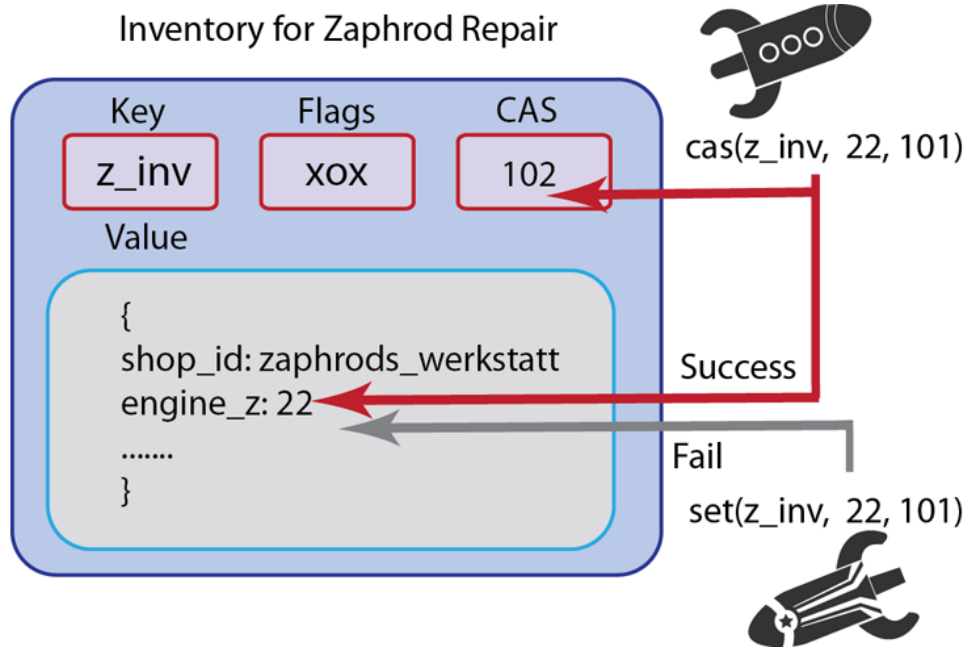 Inventory for Zaphrod Repair
Key Flags CAS
z_inv xox 102
cas(z_inv, 22, 101)
Value
{
shop_id: zaphrods_werkstatt
engine_z: 22
.......
}
Success
Fail
set(z_inv, 22, 101)